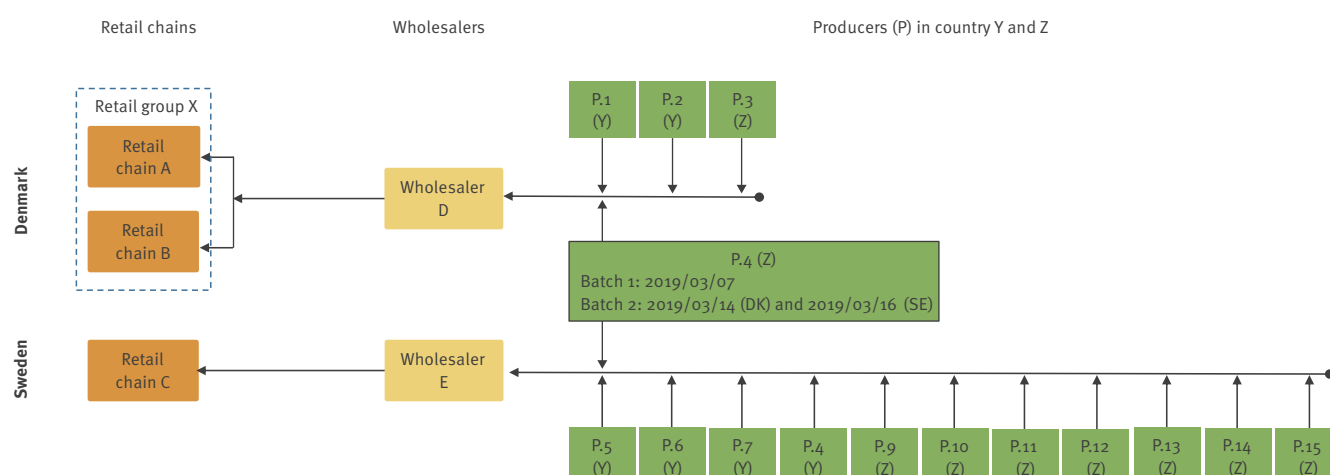 Retail chains
Wholesalers
Producers (P) in country Y and Z
Denmark
Retail group X
Retail
chain A
Retail
chain B
Wholesaler
D
P.1
(Y)
P.2
(Y)
P.3
(Z)
P.4 (Z)
Batch 1: 2019/03/07
Batch 2: 2019/03/14 (DK) and 2019/03/16 (SE)
Sweden
Retail
chain C
Wholesaler
E
P.5
(Y)
P.6
(Y)
P.7
(Y)
P.4
(Y)
P.9
(Z)
P.10
(Z)
P.11
(Z)
P.12
(Z)
P.13
(Z)
P.14
(Z)
P.15
(Z)